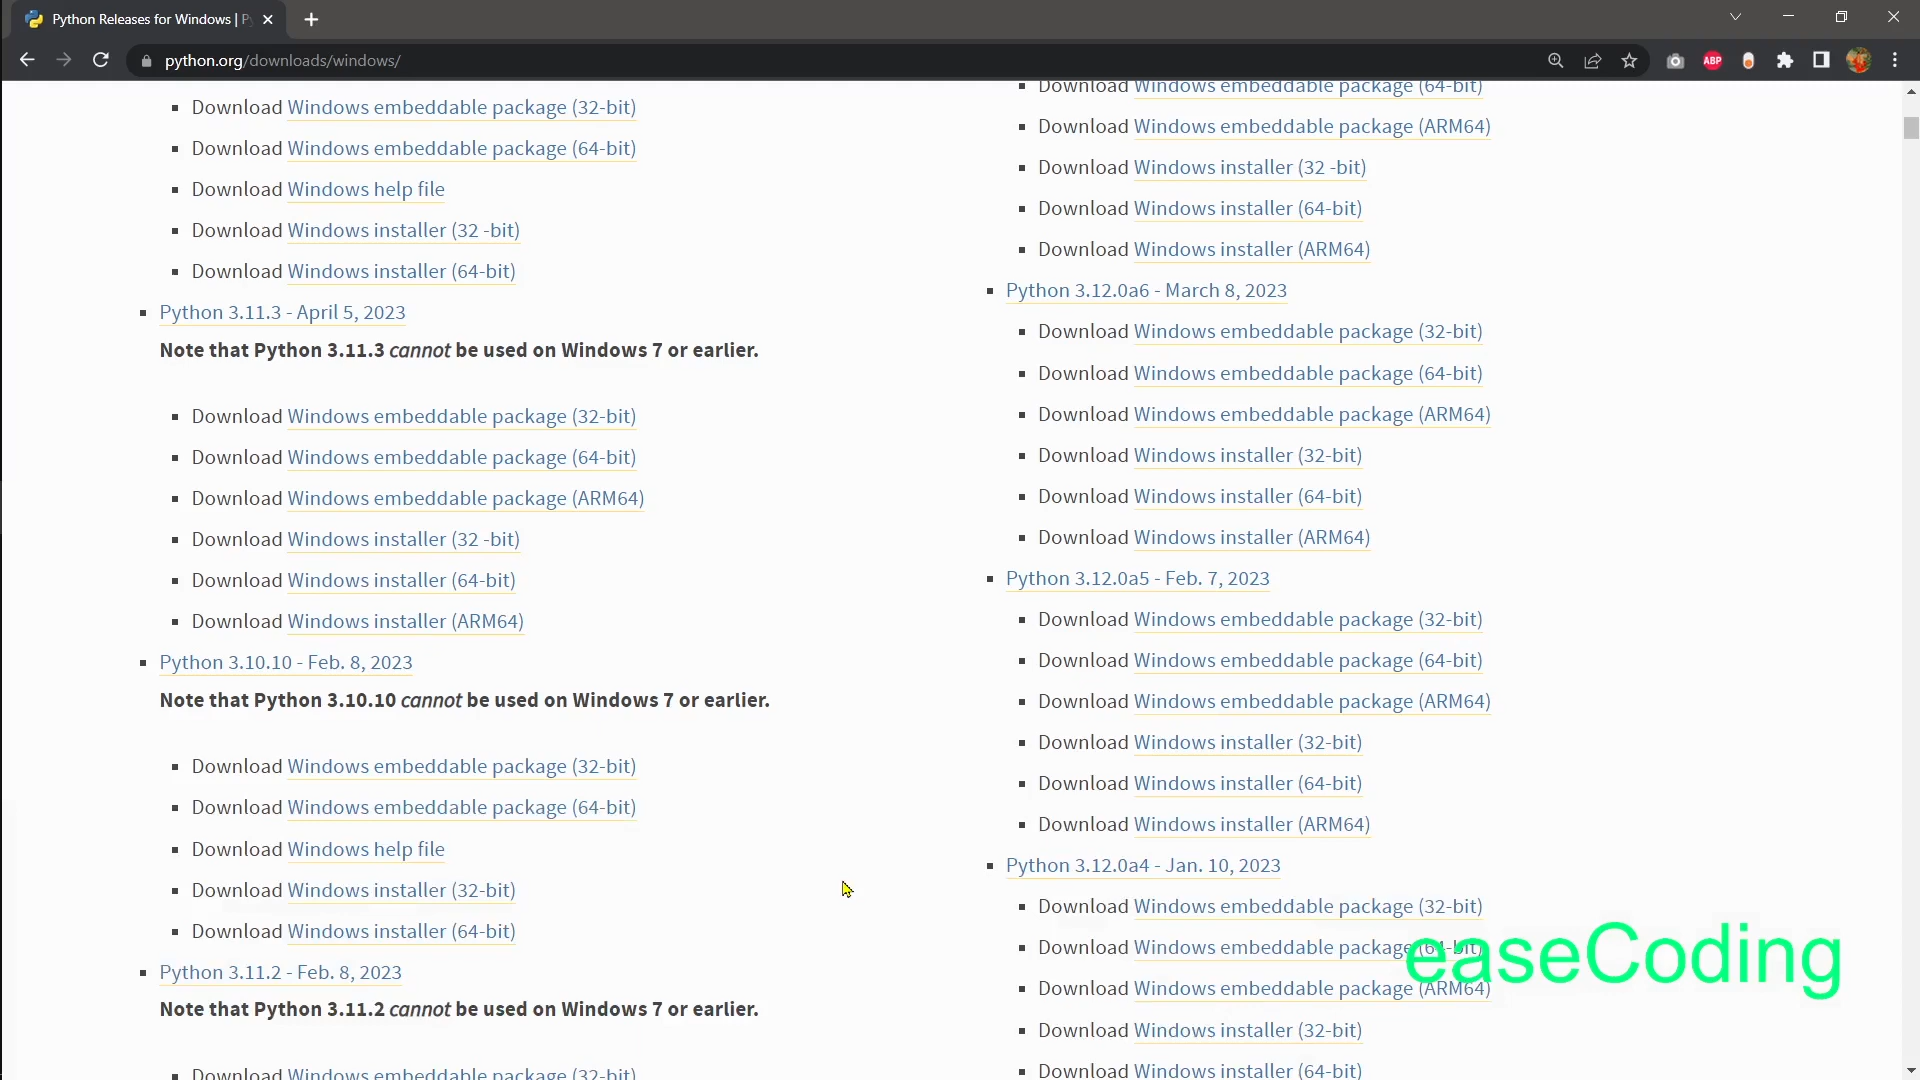 Python Releases for Windows | Py
python.org/downloads/windows/
ABP
Download Windows embeddable package (32-bit)
Download Windows embeddable package (64-bit)
Download Windows help file
Download Windows installer (32 -bit)
Download Windows installer (64-bit)
Python 3.11.3 - April 5, 2023
Note that Python 3.11.3 cannot be used on Windows 7 or earlier.
Download Windows embeddable package (32-bit)
Download Windows embeddable package (64-bit)
Download Windows embeddable package (ARM64)
Download Windows installer (32 -bit)
Download Windows installer (64-bit)
Download Windows installer (ARM64)
Python 3.10.10 - Feb. 8, 2023
Note that Python 3.10.10 cannot be used on Windows 7 or earlier.
Download Windows embeddable package (32-bit)
Download Windows embeddable package (64-bit)
Download Windows help file
Download Windows installer (32-bit)
Download Windows installer (64-bit)
Python 3.11.2 - Feb. 8, 2023
Note that Python 3.11.2 cannot be used on Windows 7 or earlier.
Download Windows embeddable package (32-bit)
Download Windows embeddable package (64-bit)
Download Windows embeddable package (ARM64)
Download Windows installer (32 -bit)
Download Windows installer (64-bit)
Download Windows installer (ARM64)
Python 3.12.0a6 - March 8, 2023
Download Windows embeddable package (32-bit)
Download Windows embeddable package (64-bit)
Download Windows embeddable package (ARM64)
Download Windows installer (32-bit)
Download Windows installer (64-bit)
Download Windows installer (ARM64)
Python 3.12.0a5 - Feb. 7, 2023
Download Windows embeddable package (32-bit)
Download Windows embeddable package (64-bit)
Download Windows embeddable package (ARM64)
Download Windows installer (32-bit)
Download Windows installer (64-bit)
Download Windows installer (ARM64)
Python 3.12.0a4 - Jan. 10, 2023
Download Windows embeddable package (32-bit)
Download Windows embeddable package (64-bit)
Download Windows embeddable package (ARM64)
Download Windows installer (32-bit)
Download Windows installer (64-bit)
easeCoding